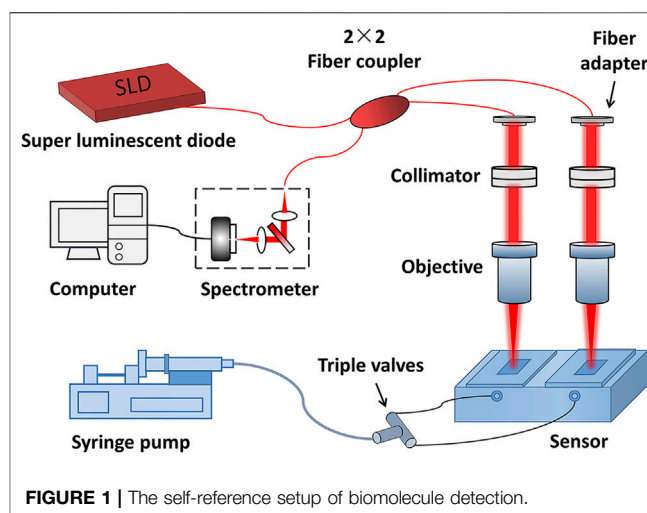 2×2
Fiber coupler
Fiber
adapter
SLD
Super luminescent diode
Collimator
Computer
Spectrometer
Objective
Triple valves
Syringe pump
Sensor
FIGURE 1 | The self-reference setup of biomolecule detection.